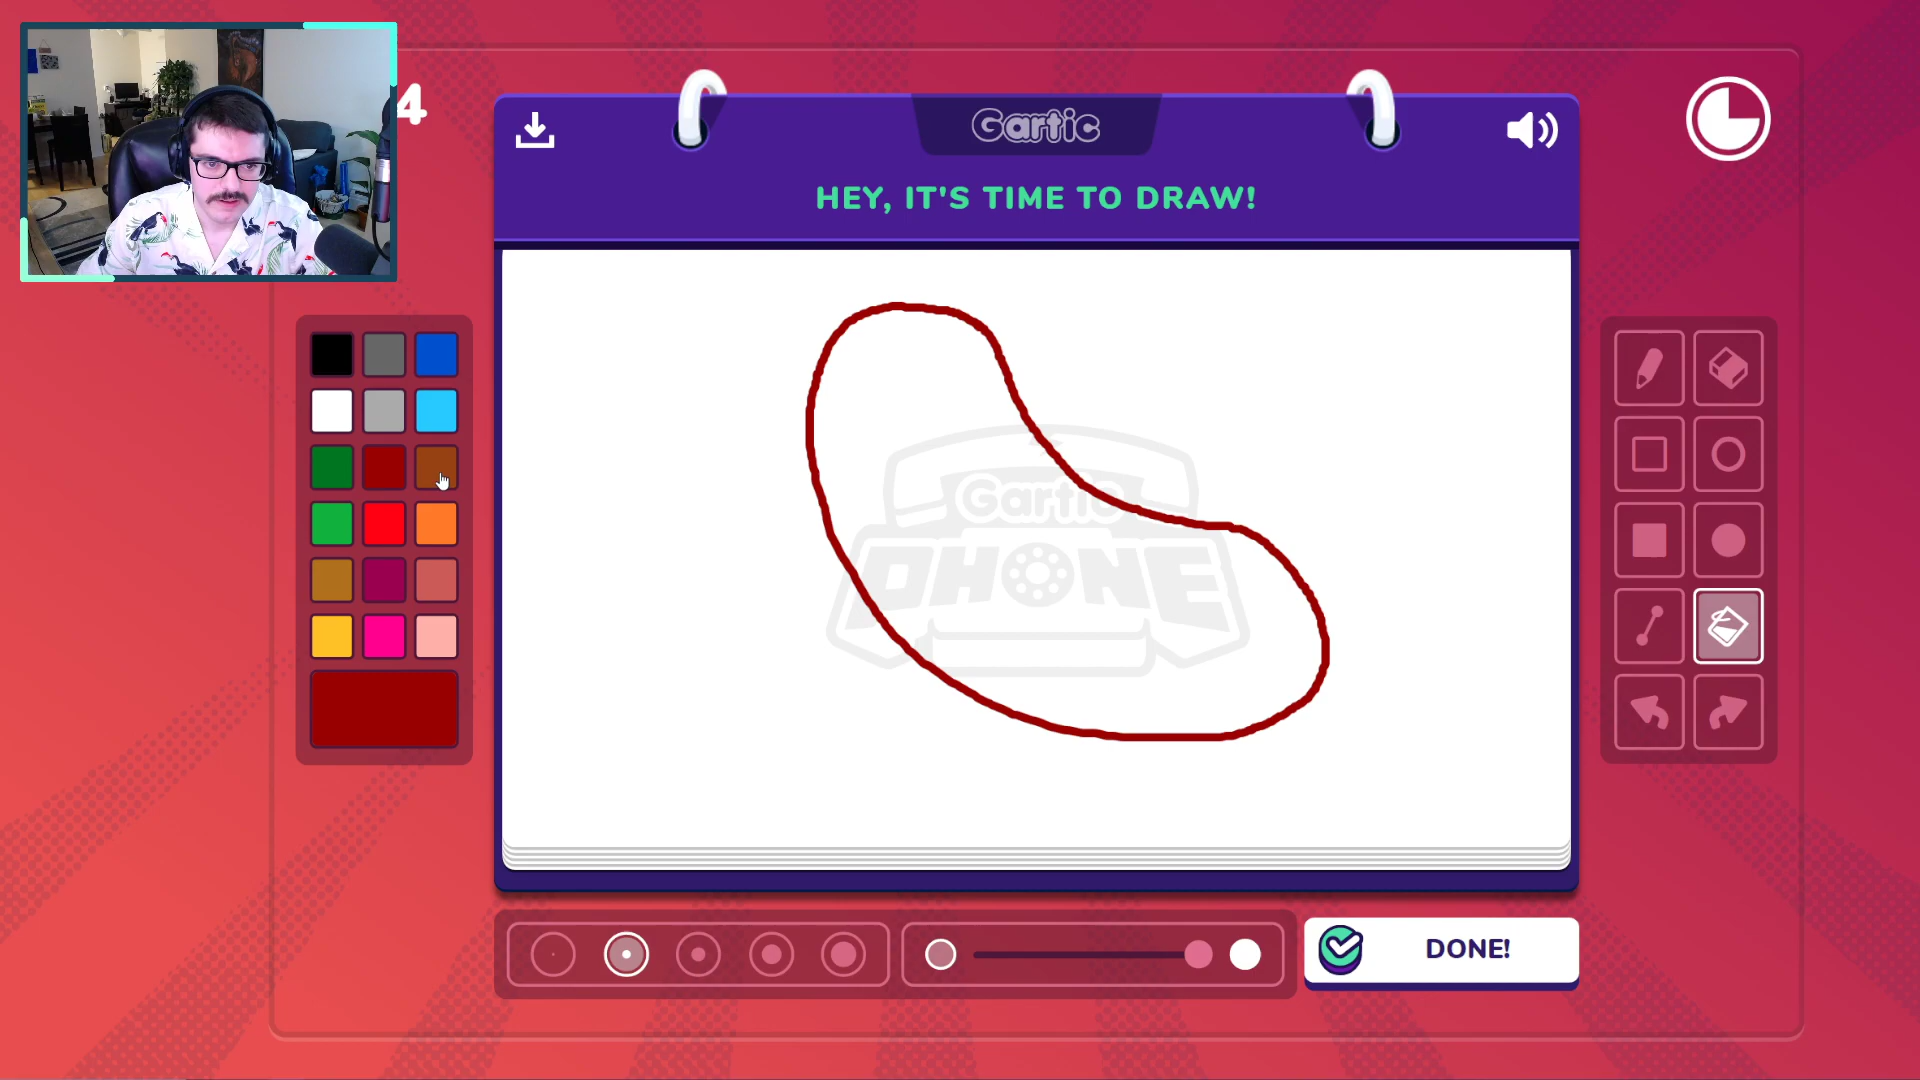 4
Gartic
HEY, IT'S TIME TO DRAW!
Gartic
PHONE
DONE!